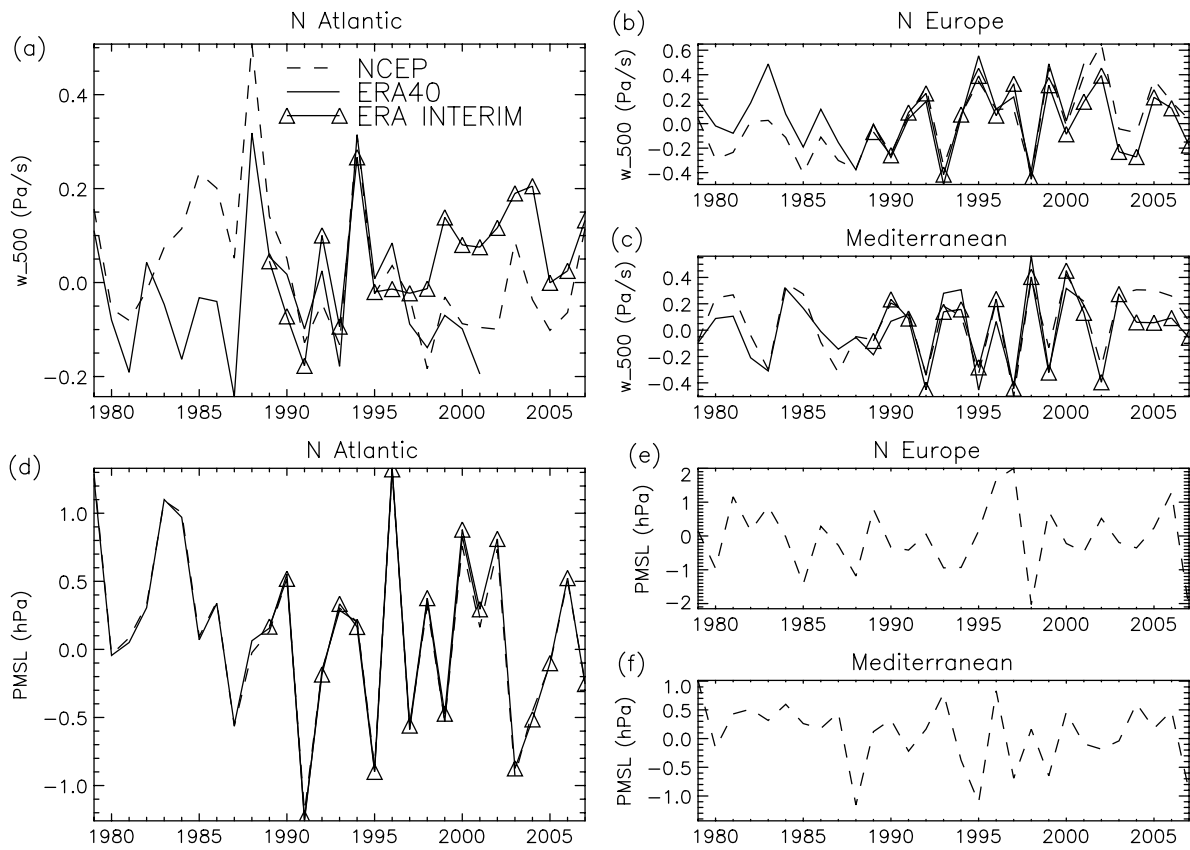 (a)
N Atlantic
NCEP
ERA40
ERA INTERIM
w_500 (Pa/s)
0.4
0.2
0.0
−0.2
1980 1985 1990 1995 2000 2005
(b)
N Europe
w_500 (Pa/s)
0.6
0.4
0.2
0.0
−0.2
−0.4
1980 1985 1990 1995 2000 2005
(c)
Mediterranean
w_500 (Pa/s)
0.4
0.2
0.0
−0.2
−0.4
1980 1985 1990 1995 2000 2005
(d)
N Atlantic
PMSL (hPa)
1.0
0.5
0.0
−0.5
−1.0
1980 1985 1990 1995 2000 2005
(e)
N Europe
PMSL (hPa)
2
1
0
−1
−2
1980 1985 1990 1995 2000 2005
(f)
Mediterranean
PMSL (hPa)
1.0
0.5
0.0
−0.5
−1.0
1980 1985 1990 1995 2000 2005